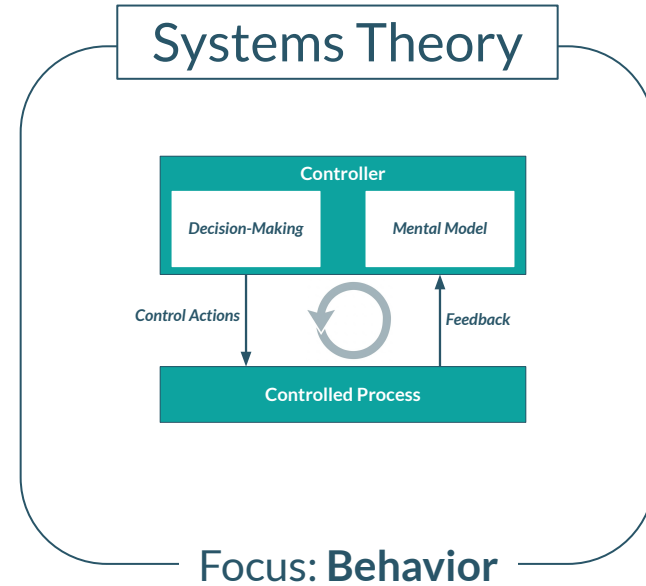 Systems Theory
Controller
Decision-Making
Mental Model
Control Actions
Feedback
Controlled Process
Focus: Behavior